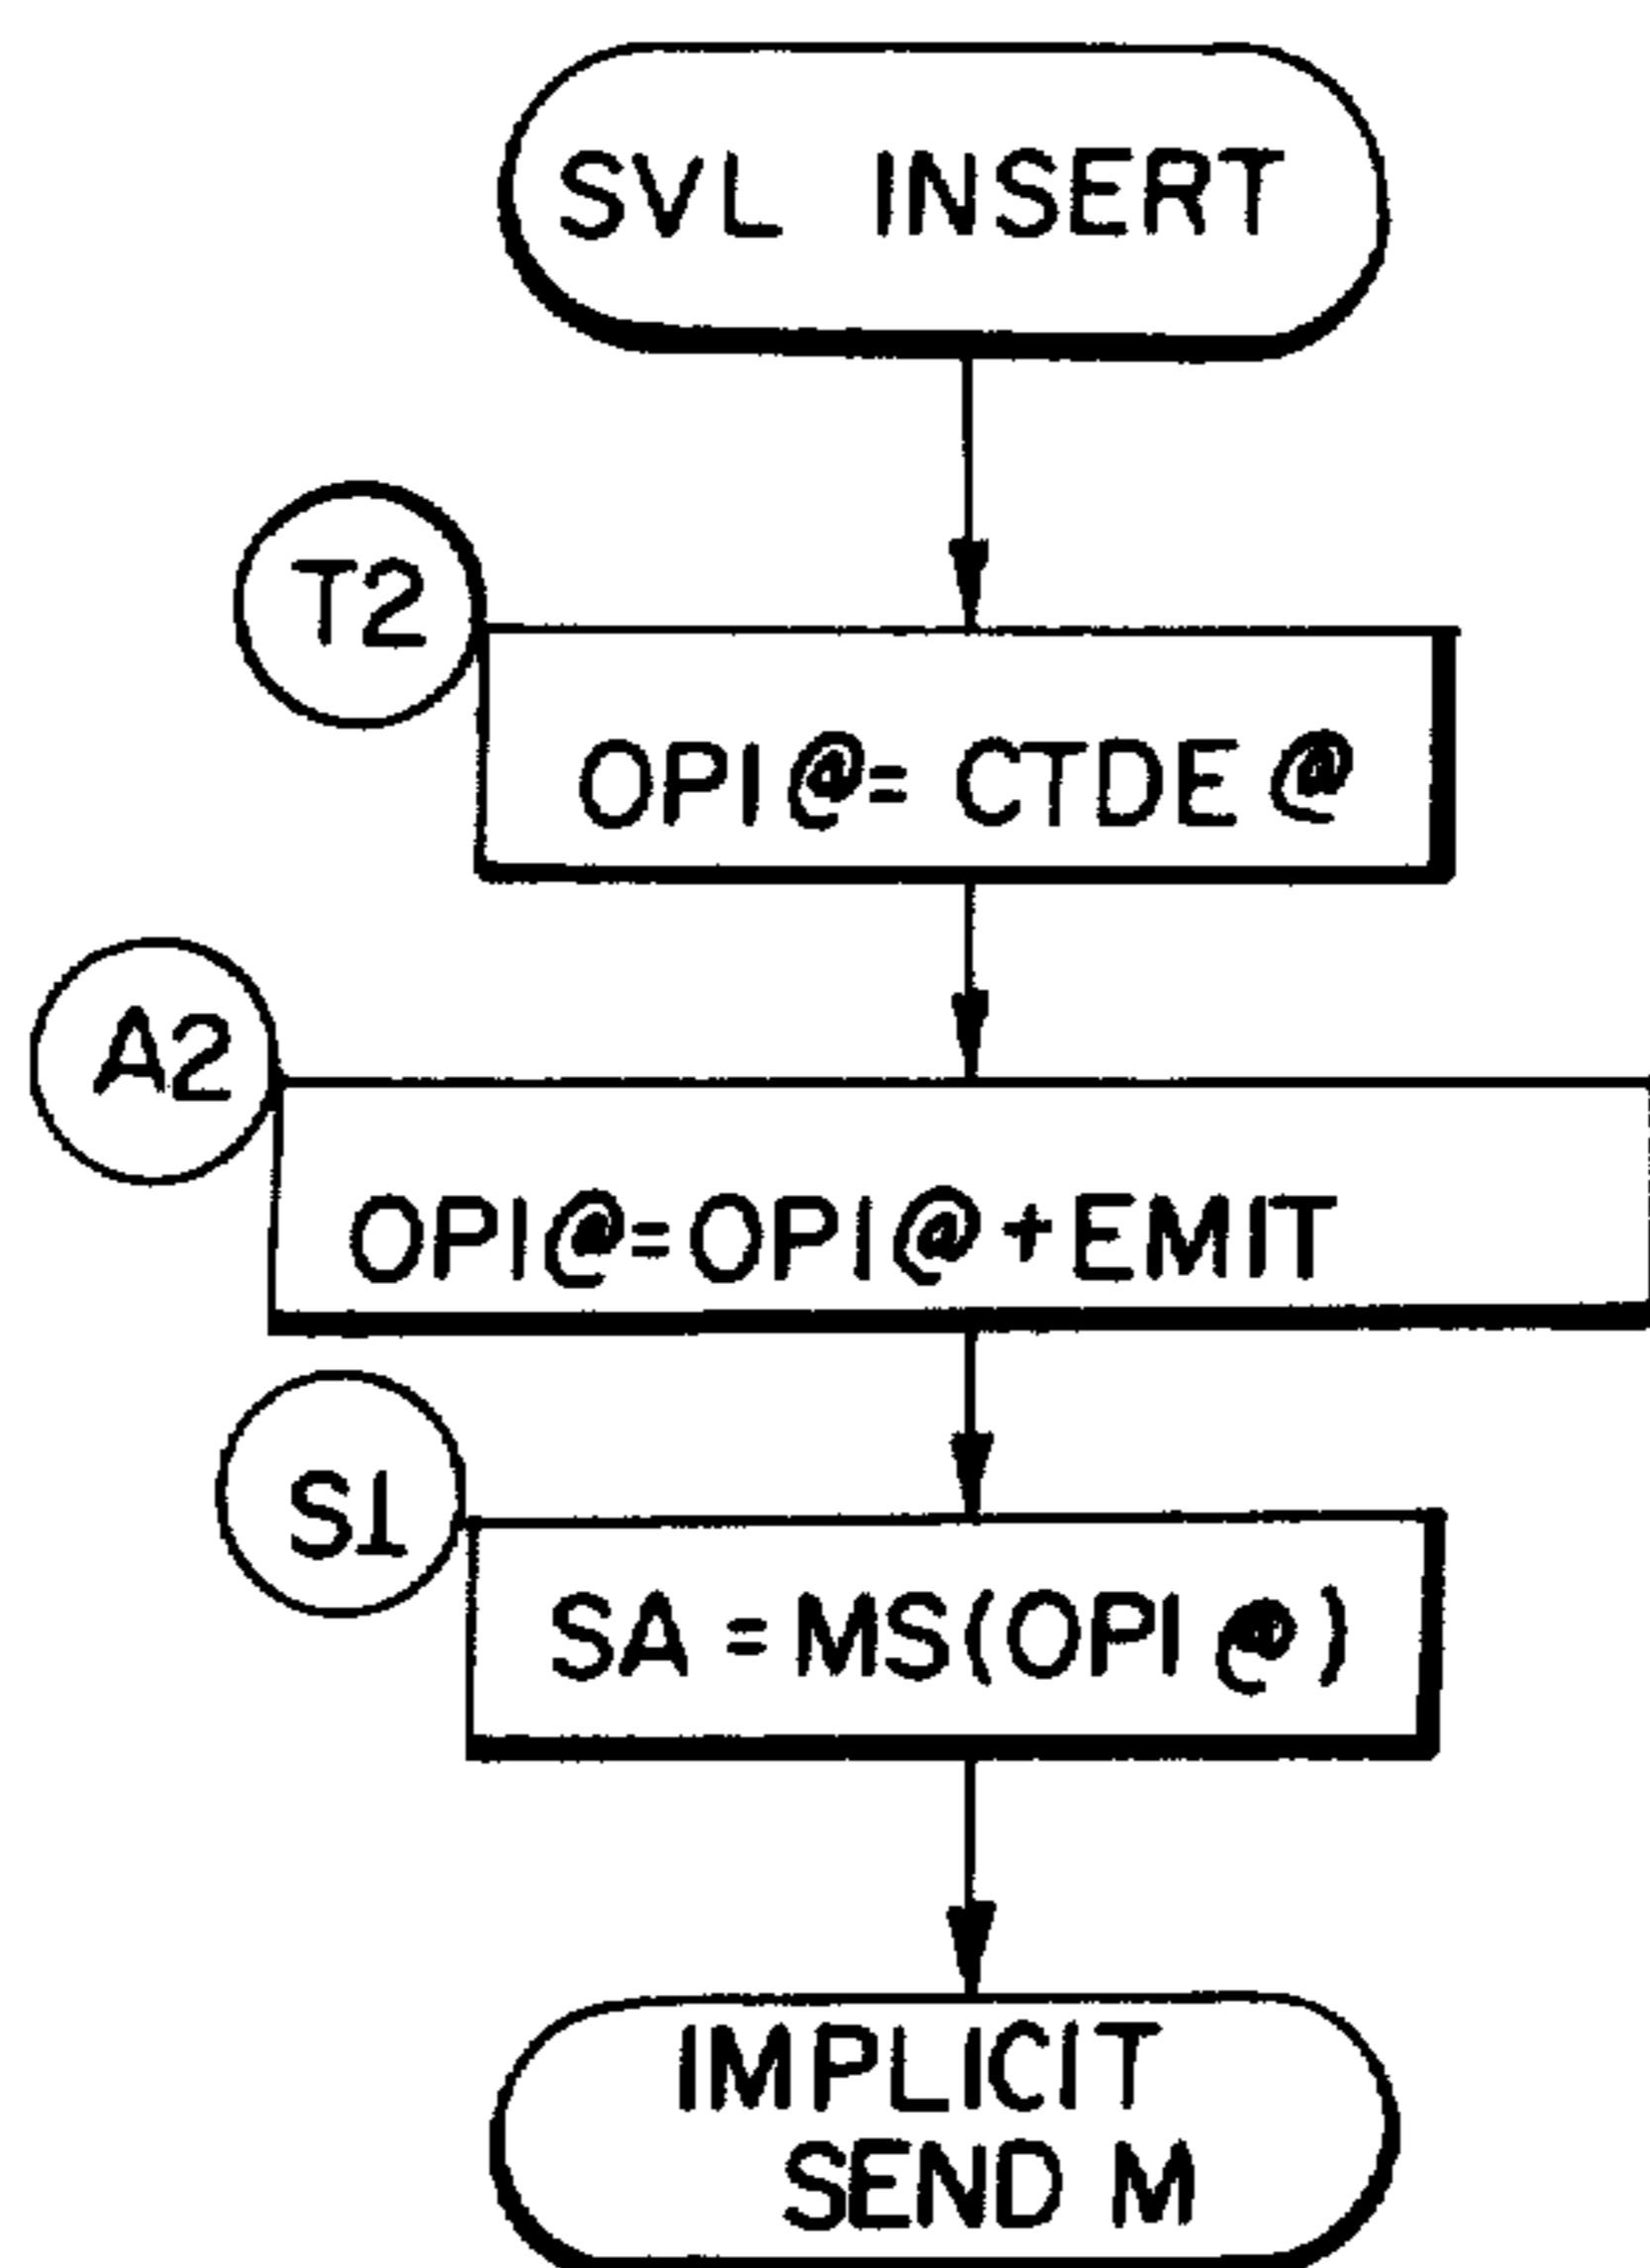 SVL INSERT
T2
OPI@= CTDE@
A2
OPI@=OPI@+EMIT
S1
SA = MS(OPI@)
IMPLICIT
SEND M